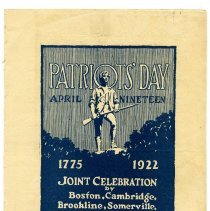 PATRIOTS' DAY
APRIL NINETEEN
1775 1922
JOINT CELEBRATION
by
Boston, Cambridge,
Brookline, Somerville,